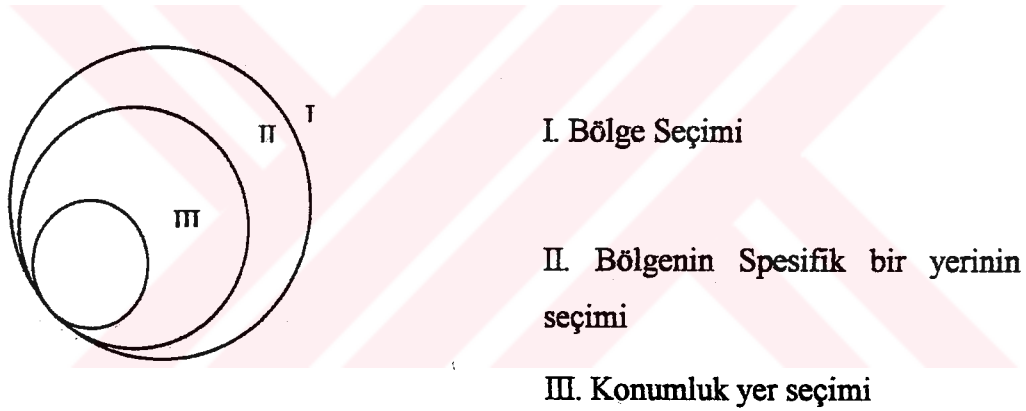 I
II
III
I. Bölge Seçimi
II. Bölgenin Spesifik bir yerinin
seçimi
III. Konumluk yer seçimi